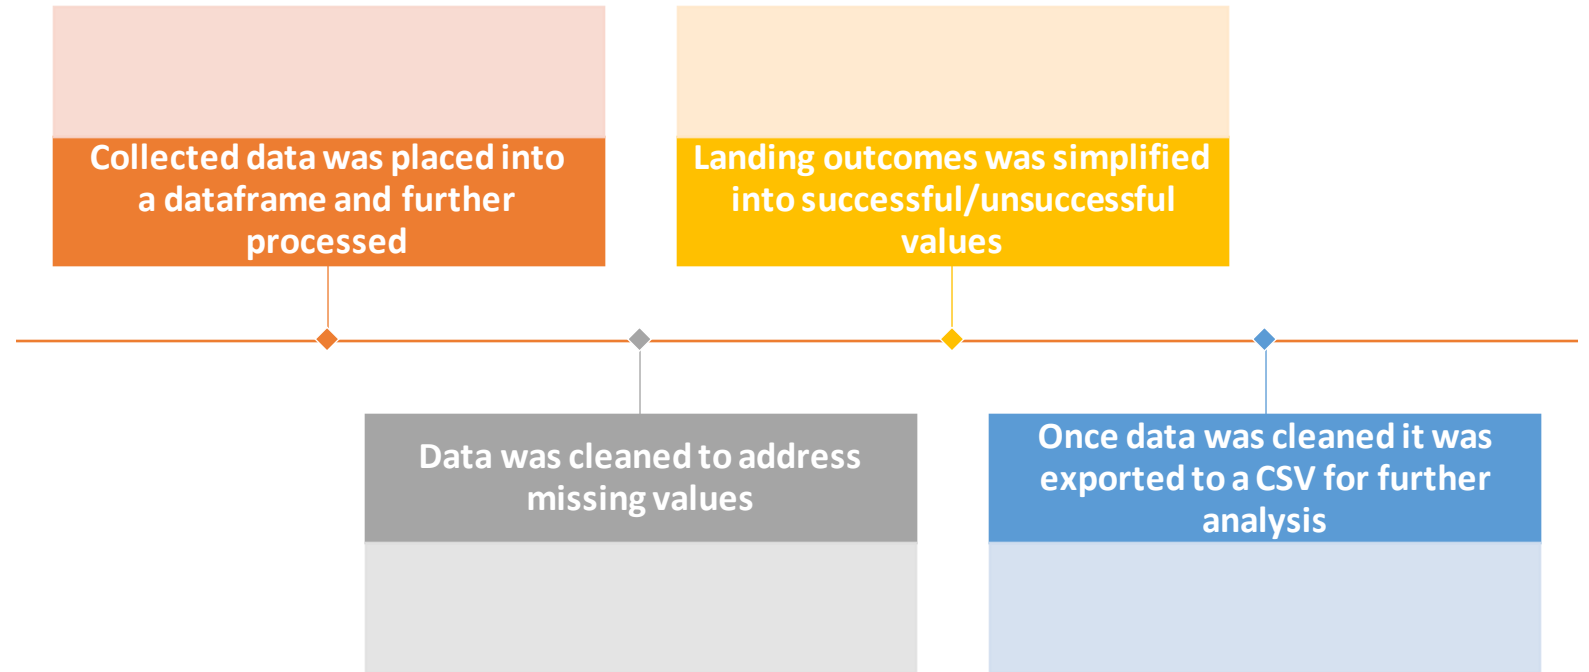 Collected data was placed into
a dataframe and further
processed
Data was cleaned to address
missing values
Landing outcomes was simplified
into successful/unsuccessful
values
Once data was cleaned it was
exported to a CSV for further
analysis